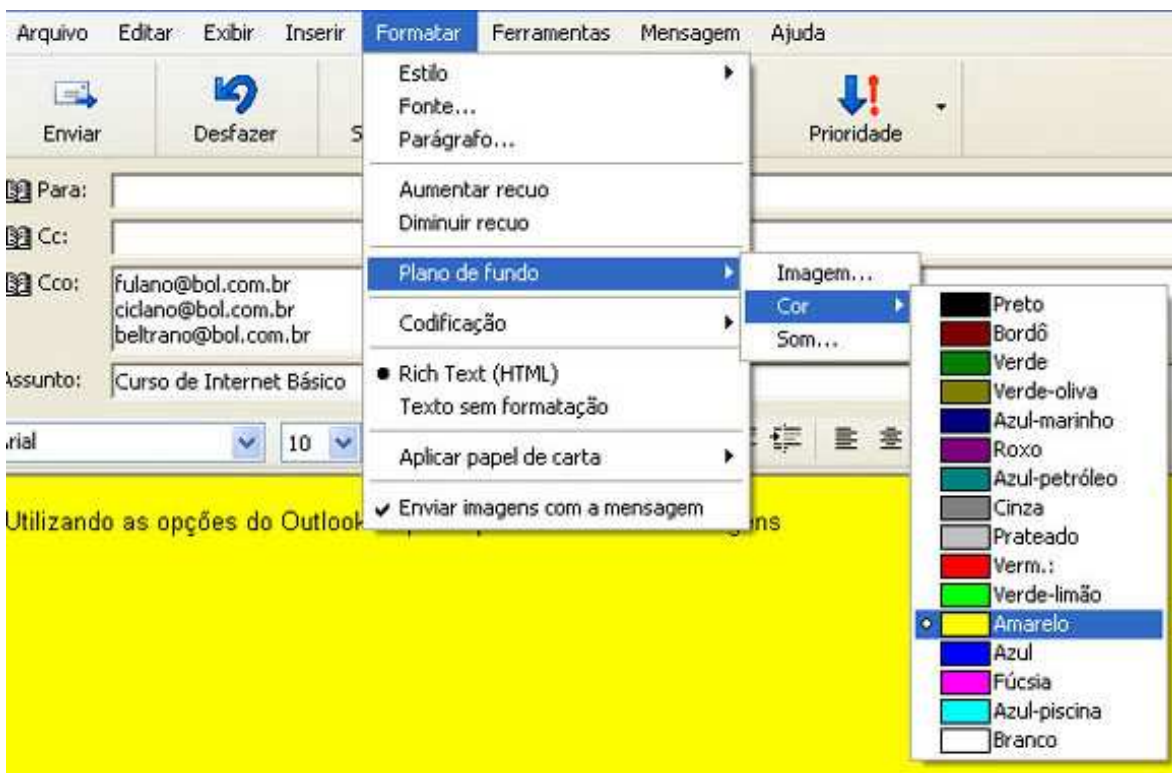 Arquivo Editar Exibir Inserir Formatar Ferramentas Mensagem Ajuda
Enviar Desfazer Prioridade
Para:
Cc:
Cco: fulano@bol.com.br
ciclano@bol.com.br
beltrano@bol.com.br
Assunto: Curso de Internet Básico
10
Utilizando as opções do Outlook
Estilo
Fonte...
Parágrafo...
Aumentar recuo
Diminuir recuo
Plano de fundo
Codificação
Rich Text (HTML)
Texto sem formatação
Aplicar papel de carta
Enviar imagens com a mensagem
Imagem...
Cor
Som...
Preto
Bordô
Verde
Verde-oliva
Azul-marinho
Roxo
Azul-petróleo
Cinza
Prateado
Verm.:
Verde-limão
Amarelo
Azul
Fúcsia
Azul-piscina
Branco